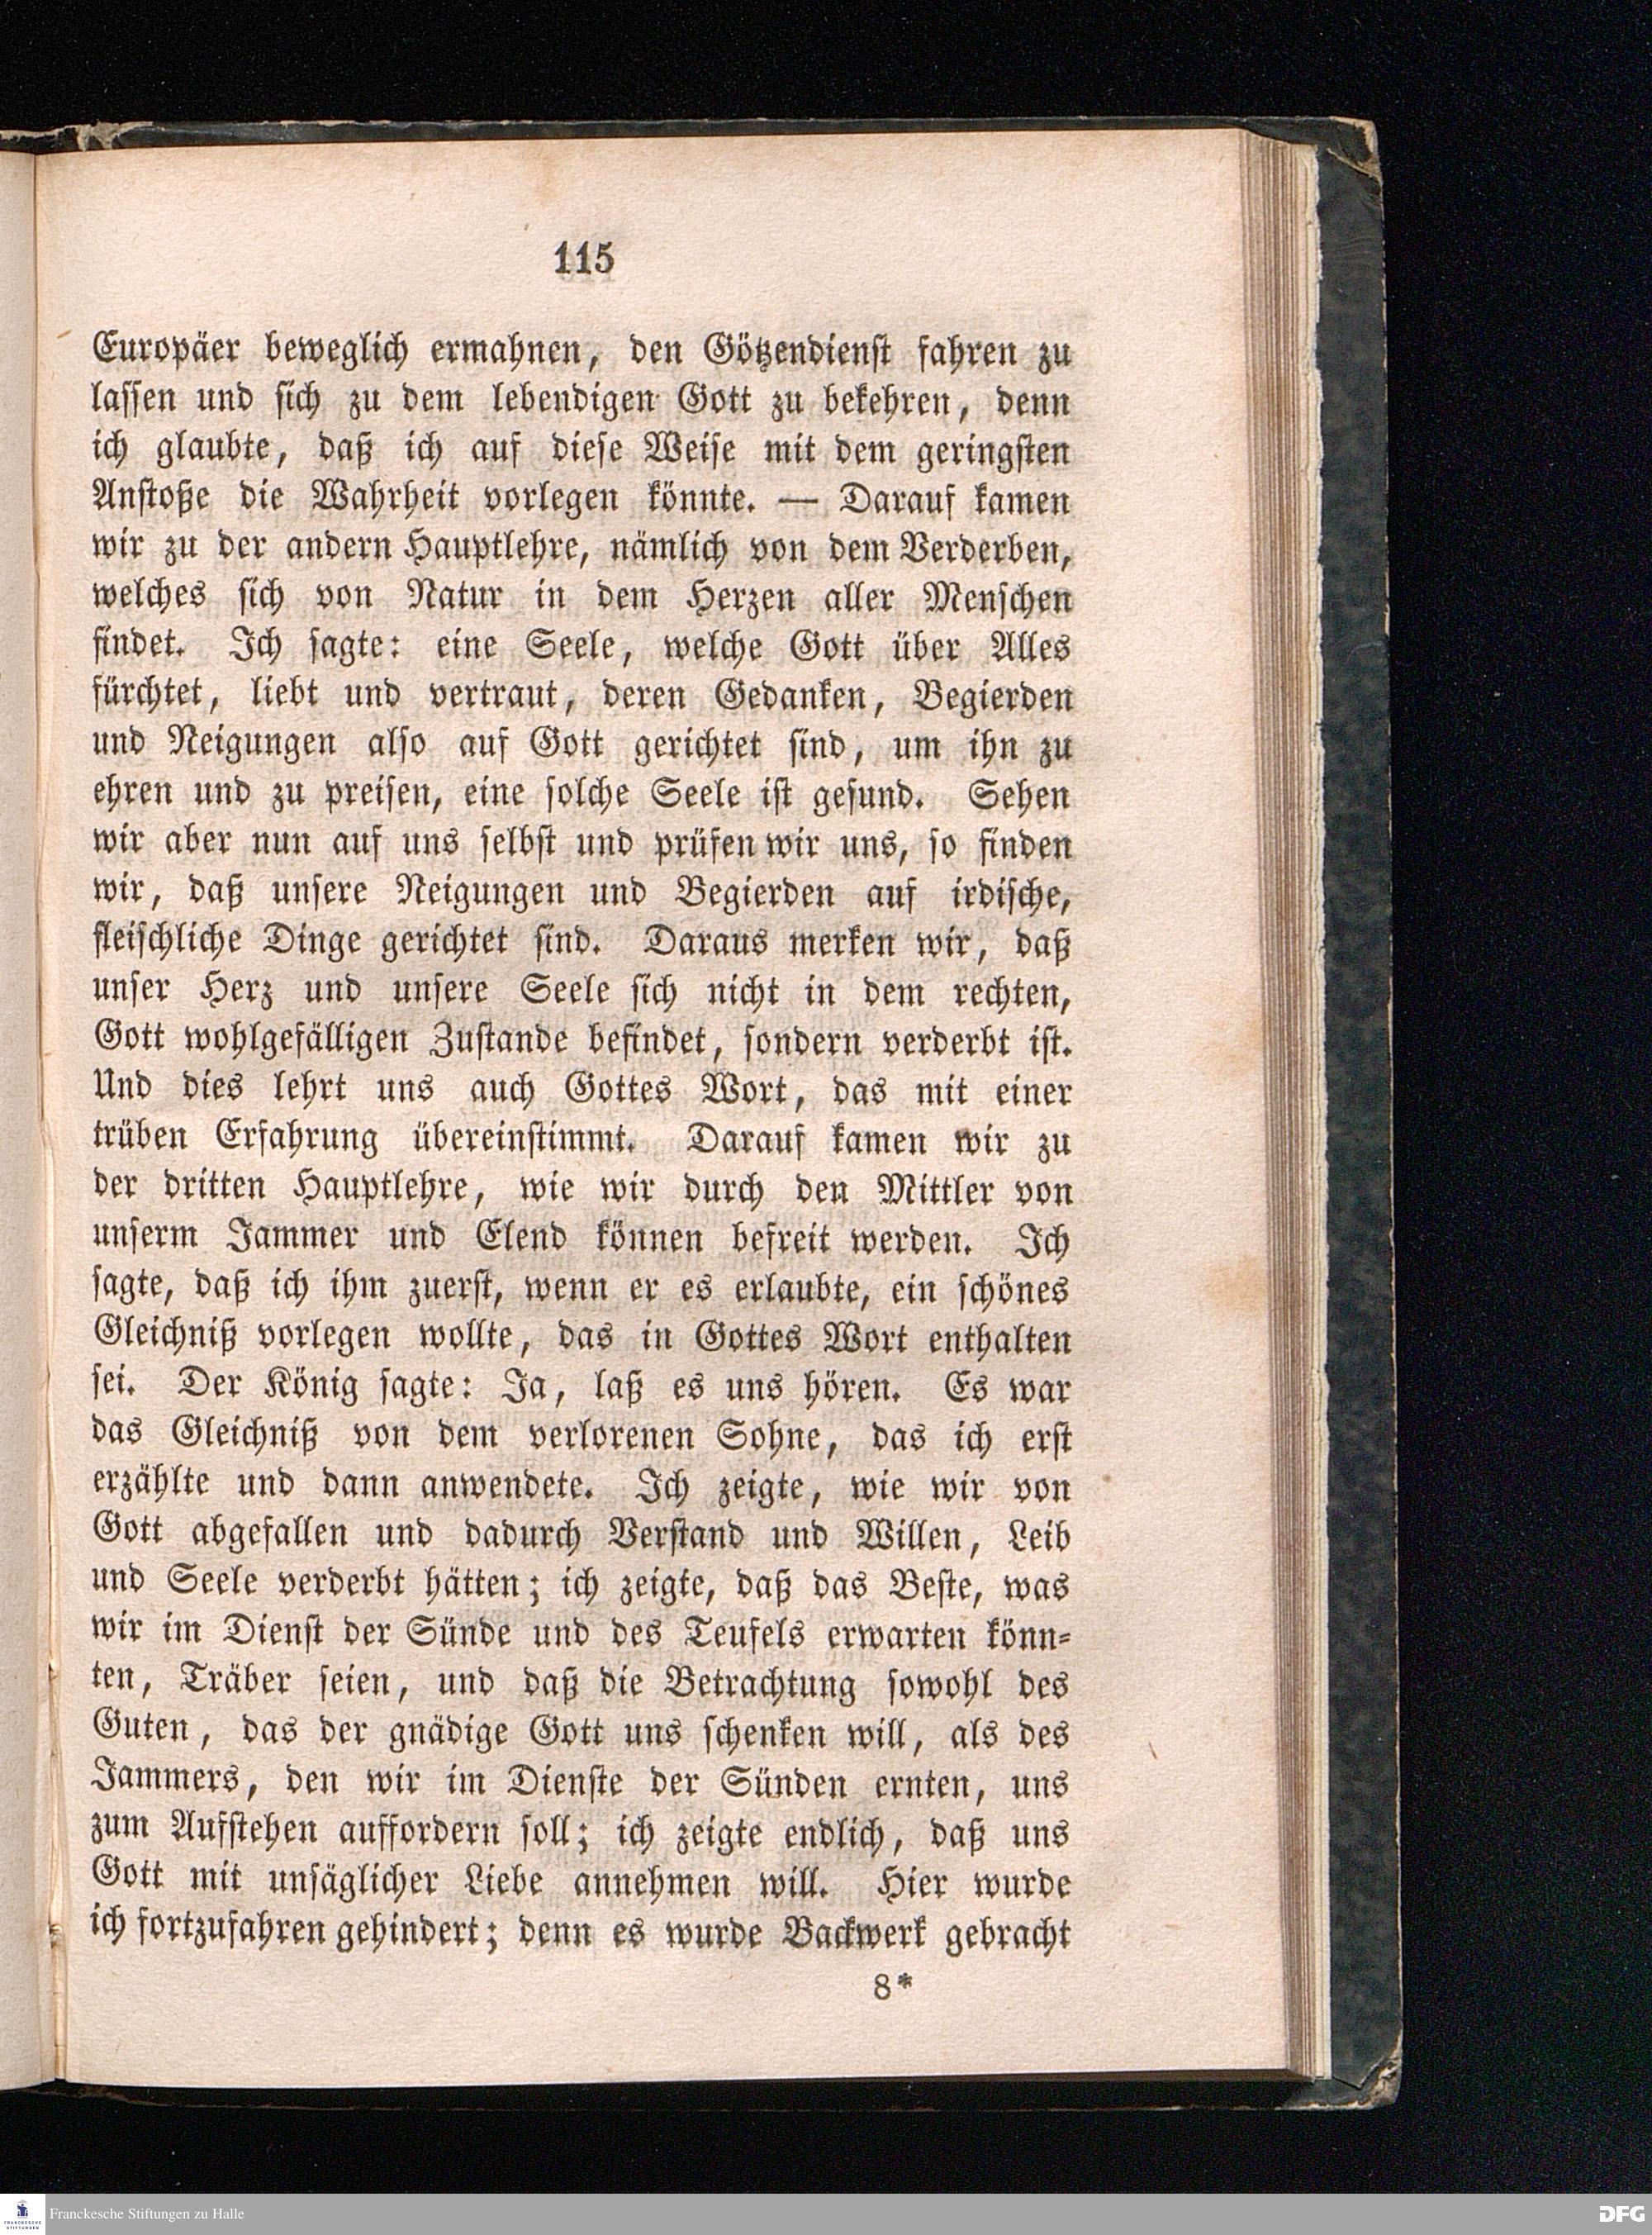 115
Europäer beweglich ermahnen, den Götzendienst fahren zu
lassen und sich zu dem lebendigen Gott zu bekehren, denn
ich glaubte, daß ich auf diese Weise mit dem geringsten
Anstoße die Wahrheit vorlegen könnte. — Darauf kamen
wir zu der andern Hauptlehre, nämlich von dem Verderben,
welches sich von Natur in dem Herzen aller Menschen
findet. Ich sagte: eine Seele, welche Gott über Alles
fürchtet, liebt und vertraut, deren Gedanken, Begierden
und Neigungen also auf Gott gerichtet sind, um ihn zu
ehren und zu preisen, eine solche Seele ist gesund. Sehen
wir aber nun auf uns selbst und prüfen wir uns, so finden
wir, daß unsere Neigungen und Begierden auf irdische,
fleischliche Dinge gerichtet sind. Daraus merken wir, daß
unser Herz und unsere Seele sich nicht in dem rechten,
Gott wohlgefälligen Zustande befindet, sondern verderbt ist.
Und dies lehrt uns auch Gottes Wort, das mit einer
trüben Erfahrung übereinstimmt. Darauf kamen wir zu
der dritten Hauptlehre, wie wir durch den Mittler von
unserm Jammer und Elend können befreit werden. Ich
sagte, daß ich ihm zuerst, wenn er es erlaubte, ein schönes
Gleichniß vorlegen wollte, das in Gottes Wort enthalten
sei. Der König sagte: Ja, laß es uns hören. Es war
das Gleichniß von dem verlorenen Sohne, das ich erst
erzählte und dann anwendete. Ich zeigte, wie wir von
Gott abgefallen und dadurch Verstand und Willen, Leib
und Seele verderbt hätten; ich zeigte, daß das Beste, was
wir im Dienst der Sünde und des Teufels erwarten könn-
ten, Träber seien, und daß die Betrachtung sowohl des
Guten, das der gnädige Gott uns schenken will, als des
Jammers, den wir im Dienste der Sünden ernten, uns
zum Aufstehen auffordern soll; ich zeigte endlich, daß uns
Gott mit unsäglicher Liebe annehmen will. Hier wurde
ich fortzufahren gehindert; denn es wurde Backwerk gebracht
8*
FRANCKESCHE
STIFTUNGEN
Franckesche Stiftungen zu Halle
DFG